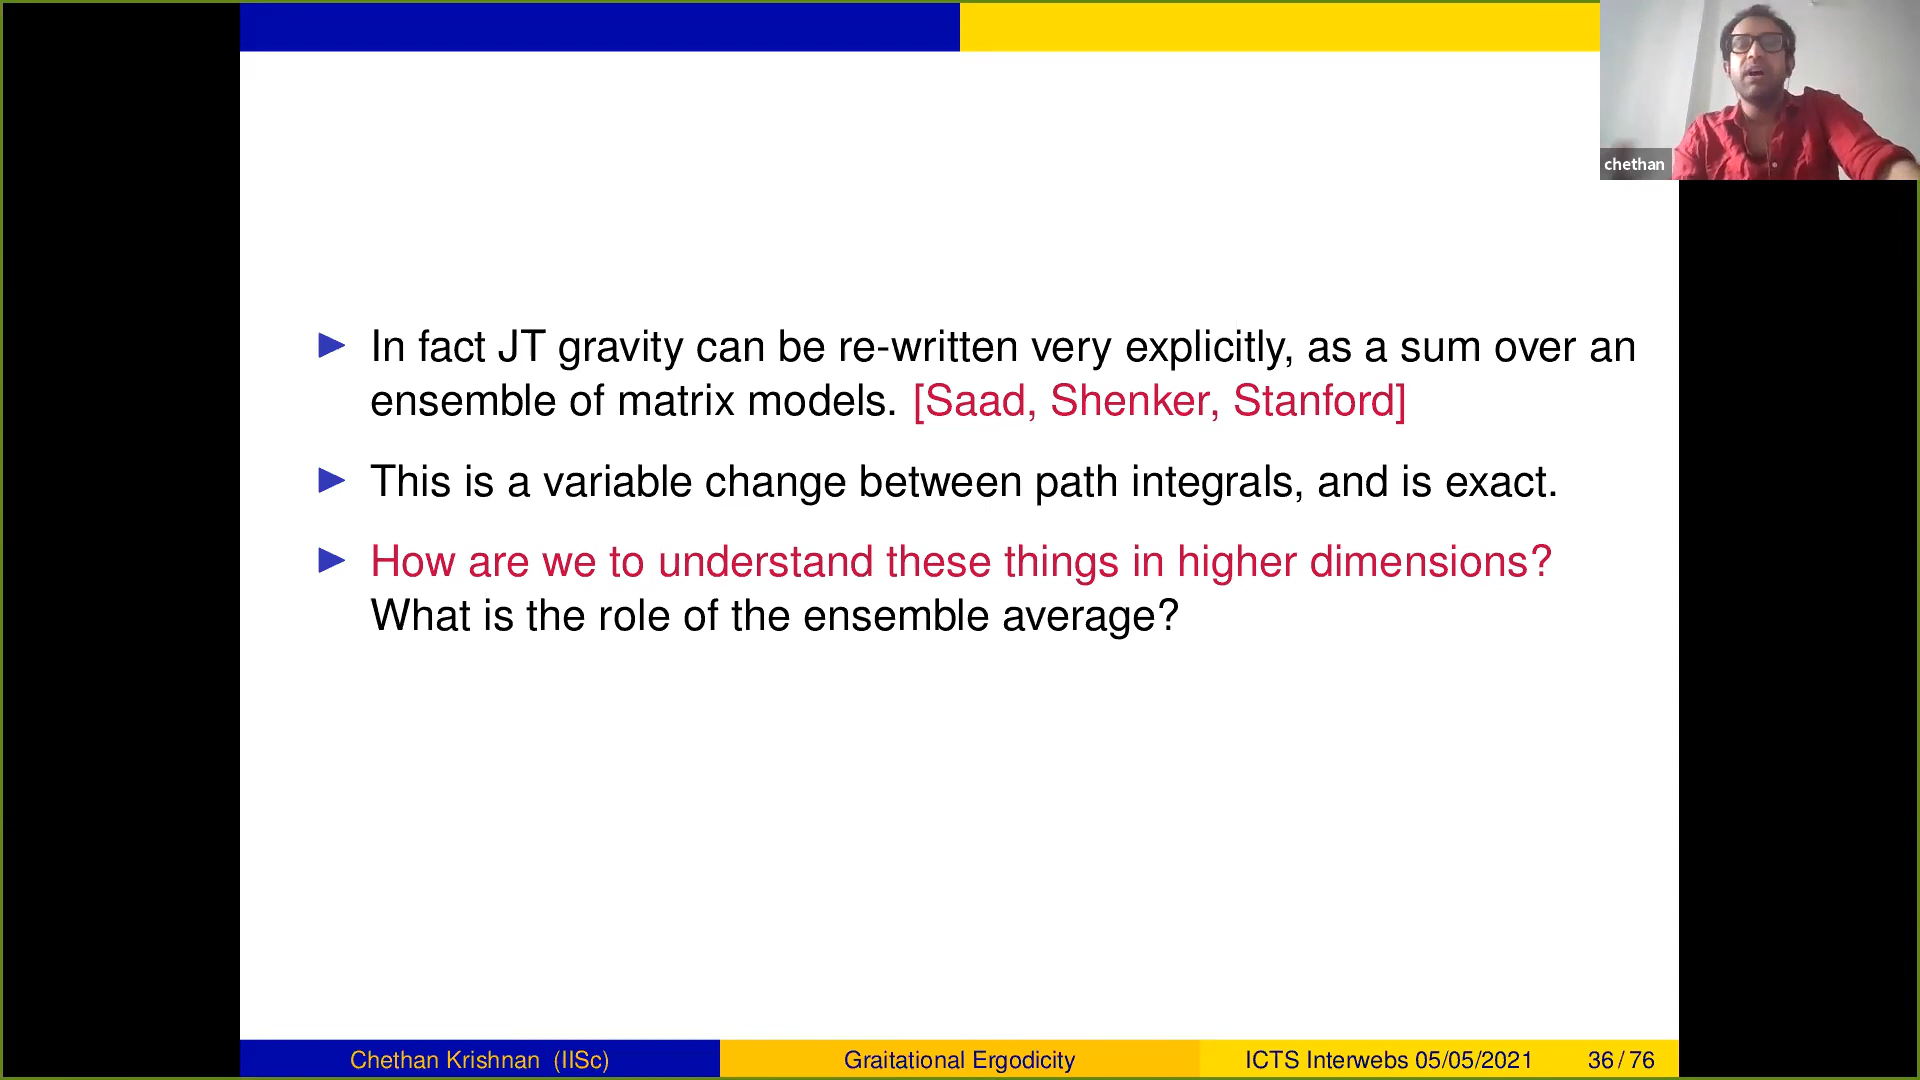 chethan
In fact JT gravity can be re-written very explicitly, as a sum over an
ensemble of matrix models. [Saad, Shenker, Stanford]
This is a variable change between path integrals, and is exact.
How are we to understand these things in higher dimensions?
What is the role of the ensemble average?
Chethan Krishnan (IISc) Graitational Ergodicity ICTS Interwebs 05/05/2021 36 / 76